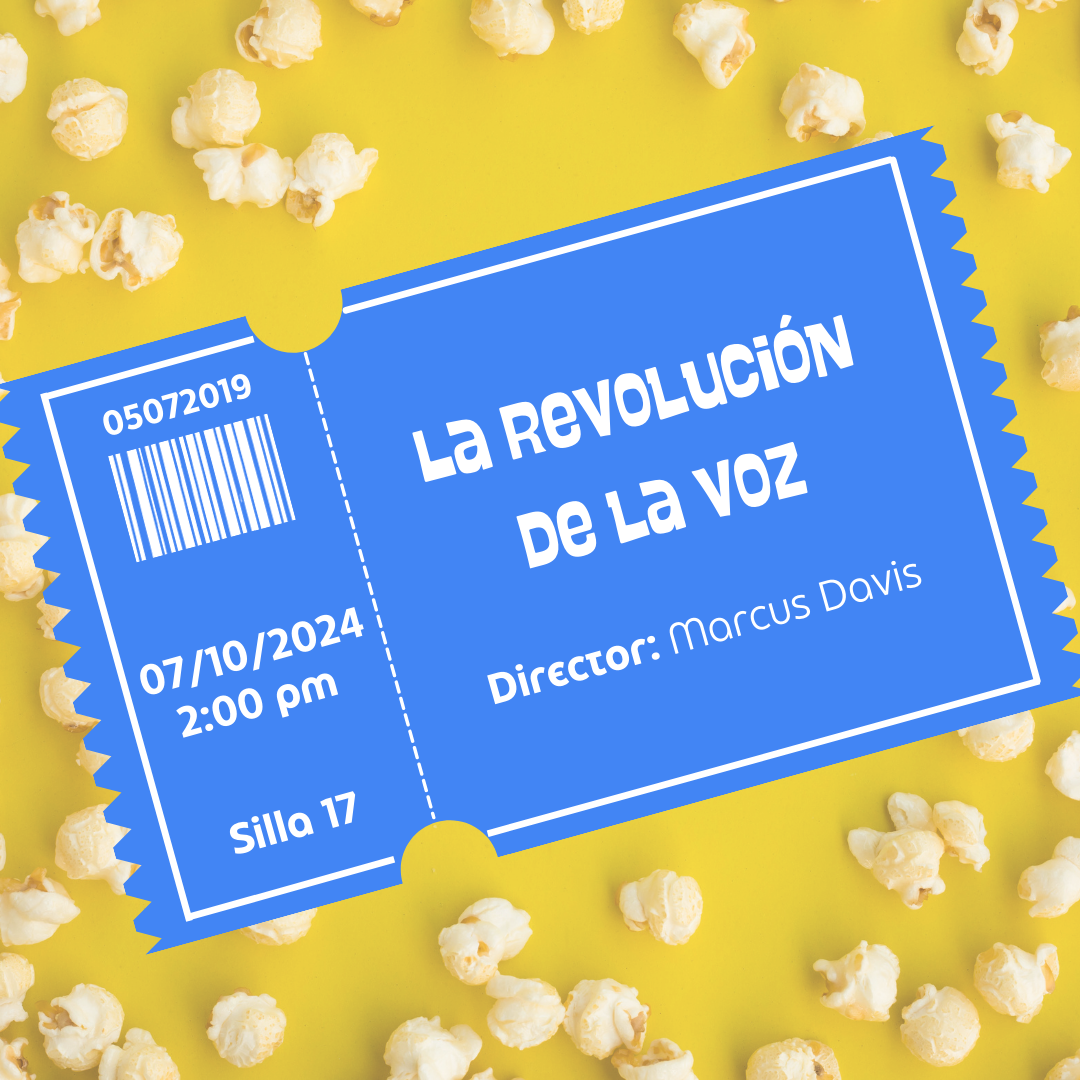 05072019
07/10/2024
2:00 pm
Silla 17
La Revolución
de la voz
Director: Marcus Davis